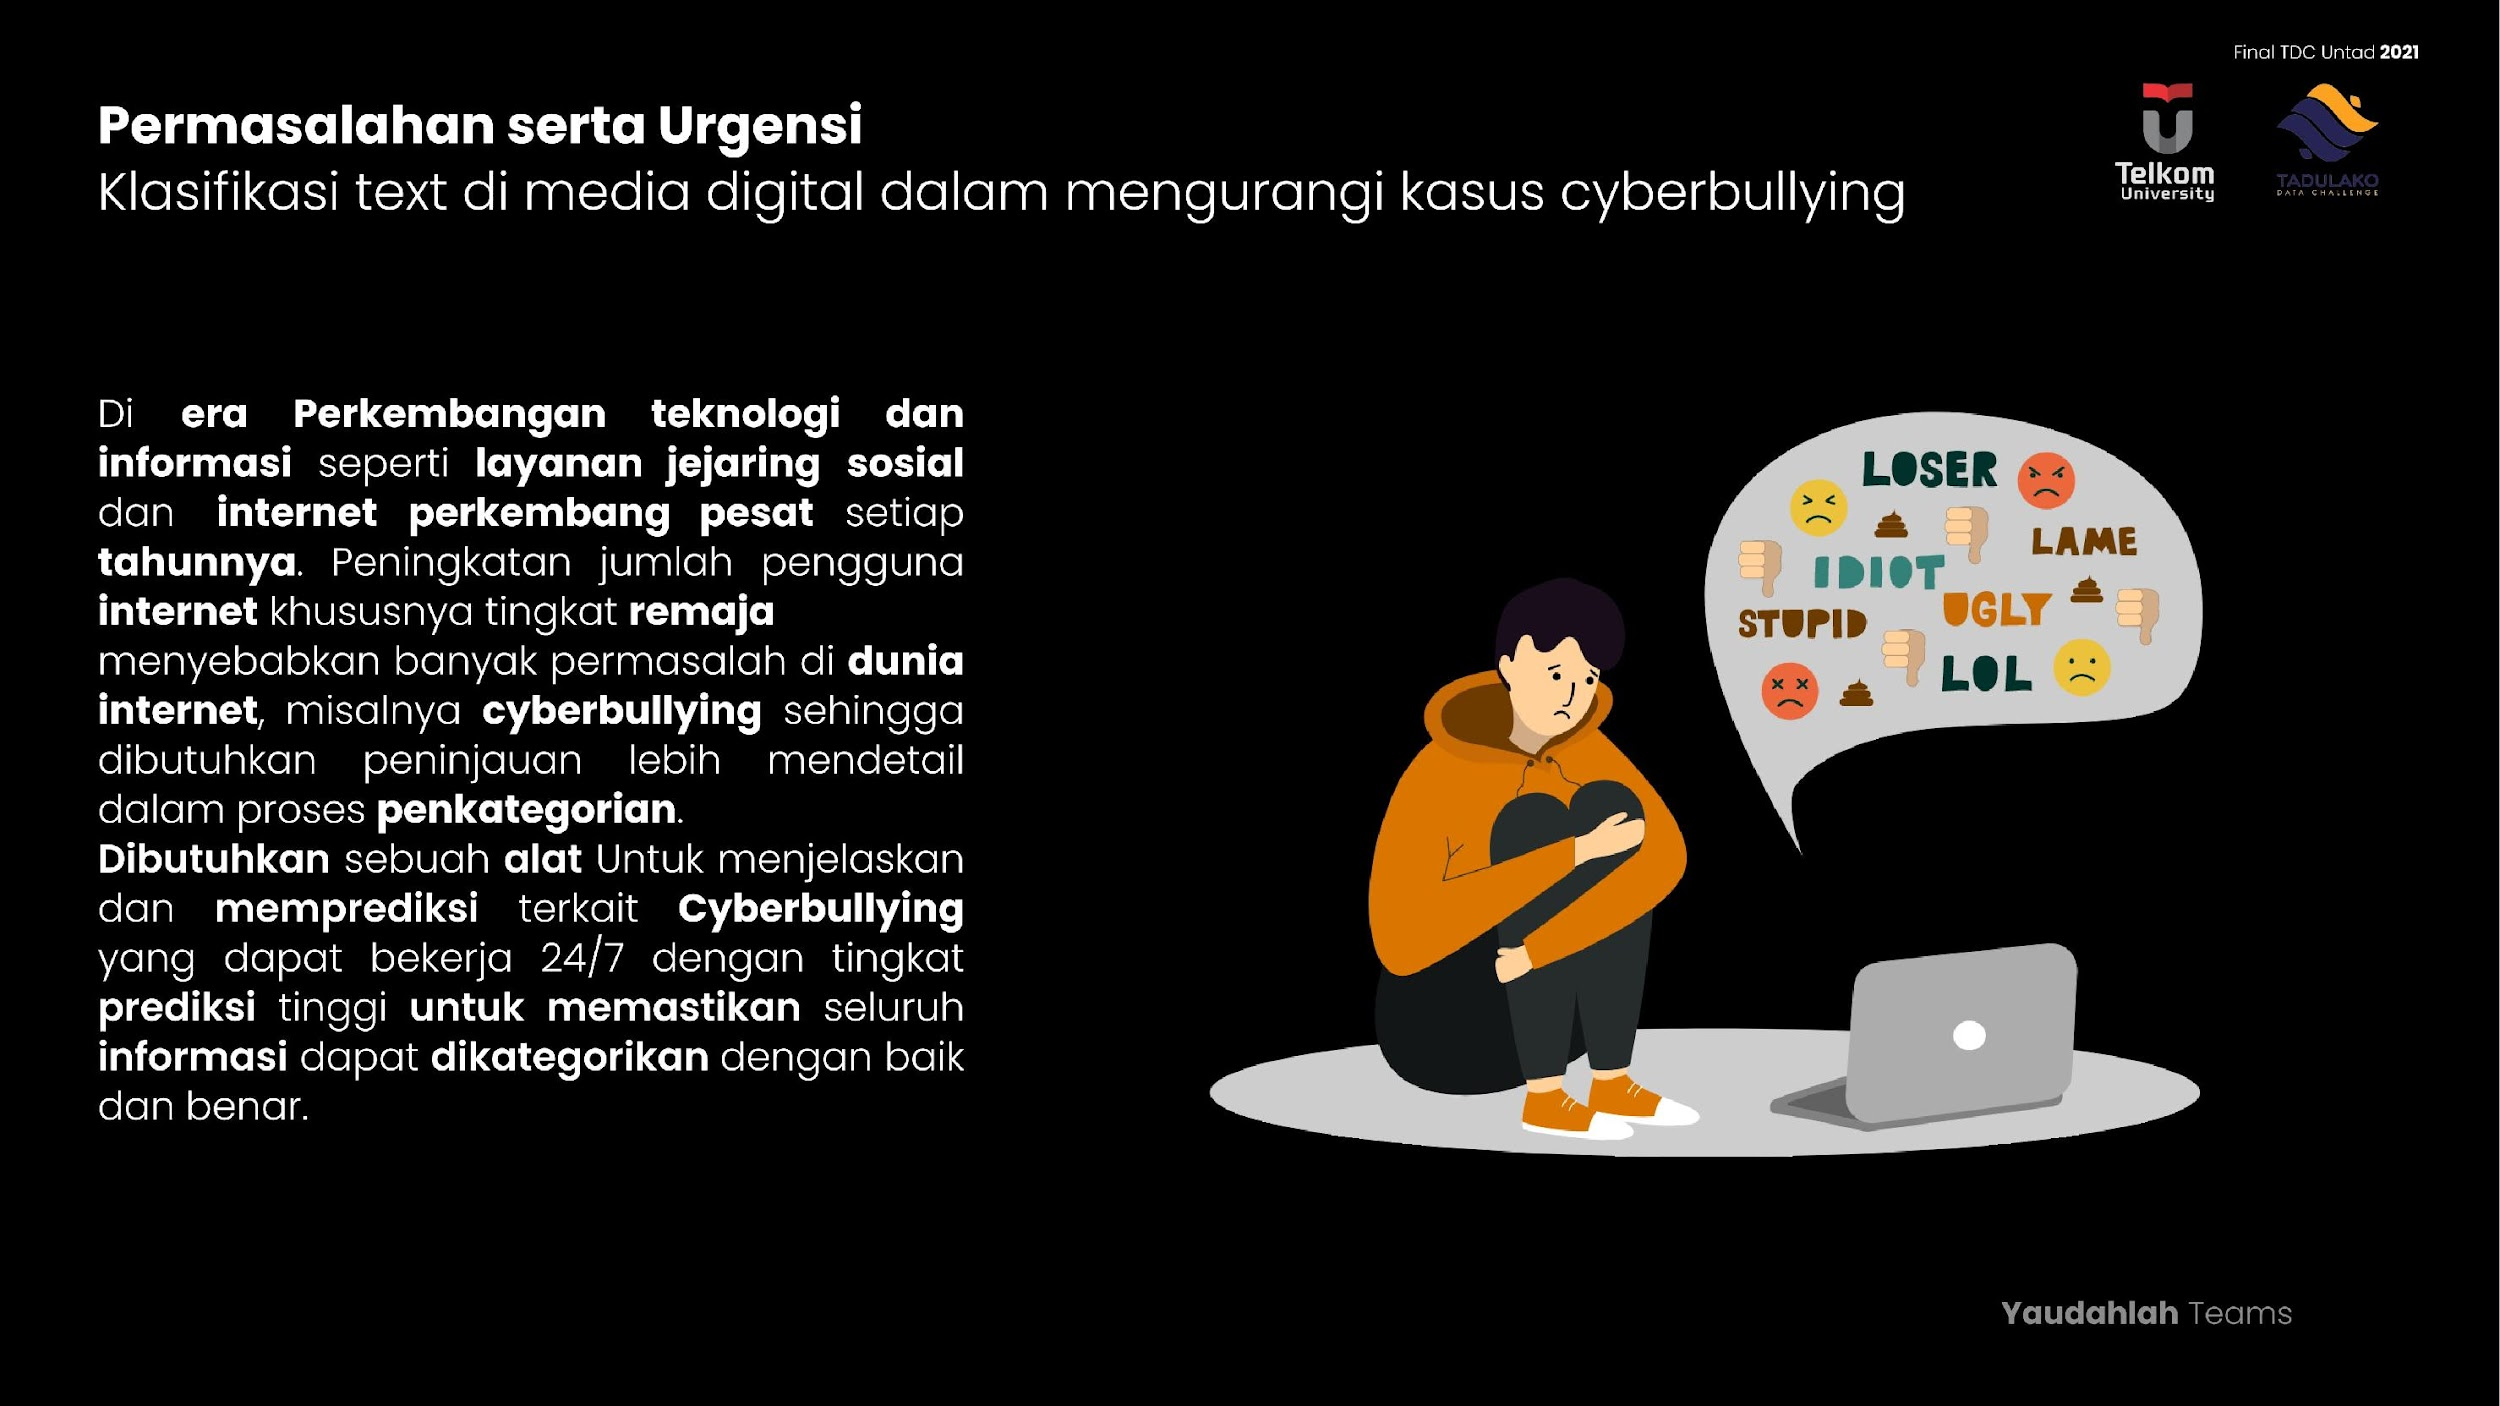 Final TDC Untad 2021
Permasalahan serta Urgensi
Klasifikasi text di media digital dalam mengurangi kasus cyberbullying
Telkom
University
TADULAKO
DATA CHALLENGE
Di era Perkembangan teknologi dan
informasi seperti layanan jejaring sosial
dan internet perkembang pesat setiap
tahunnya. Peningkatan jumlah pengguna
internet khususnya tingkat remaja
menyebabkan banyak permasalah di dunia
internet, misalnya cyberbullying sehingga
dibutuhkan peninjauan lebih mendetail
dalam proses penkategorian.
Dibutuhkan sebuah alat Untuk menjelaskan
dan memprediksi terkait Cyberbullying
yang dapat bekerja 24/7 dengan tingkat
prediksi tinggi untuk memastikan seluruh
informasi dapat dikategorikan dengan baik
dan benar.
LOSER
LAME
IDIOT
UGLY
STUPID
LOL
Yaudahlah Teams